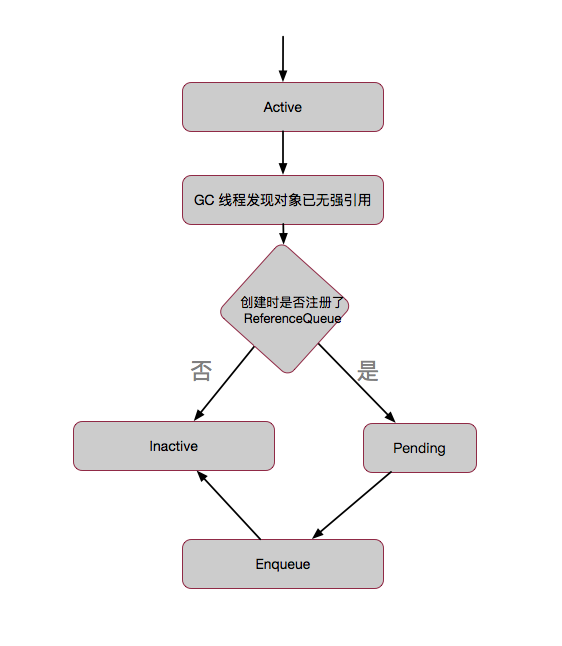 Active
GC 线程发现对象已无强引用
创建时是否注册了
ReferenceQueue
否
是
Inactive
Pending
Enqueue